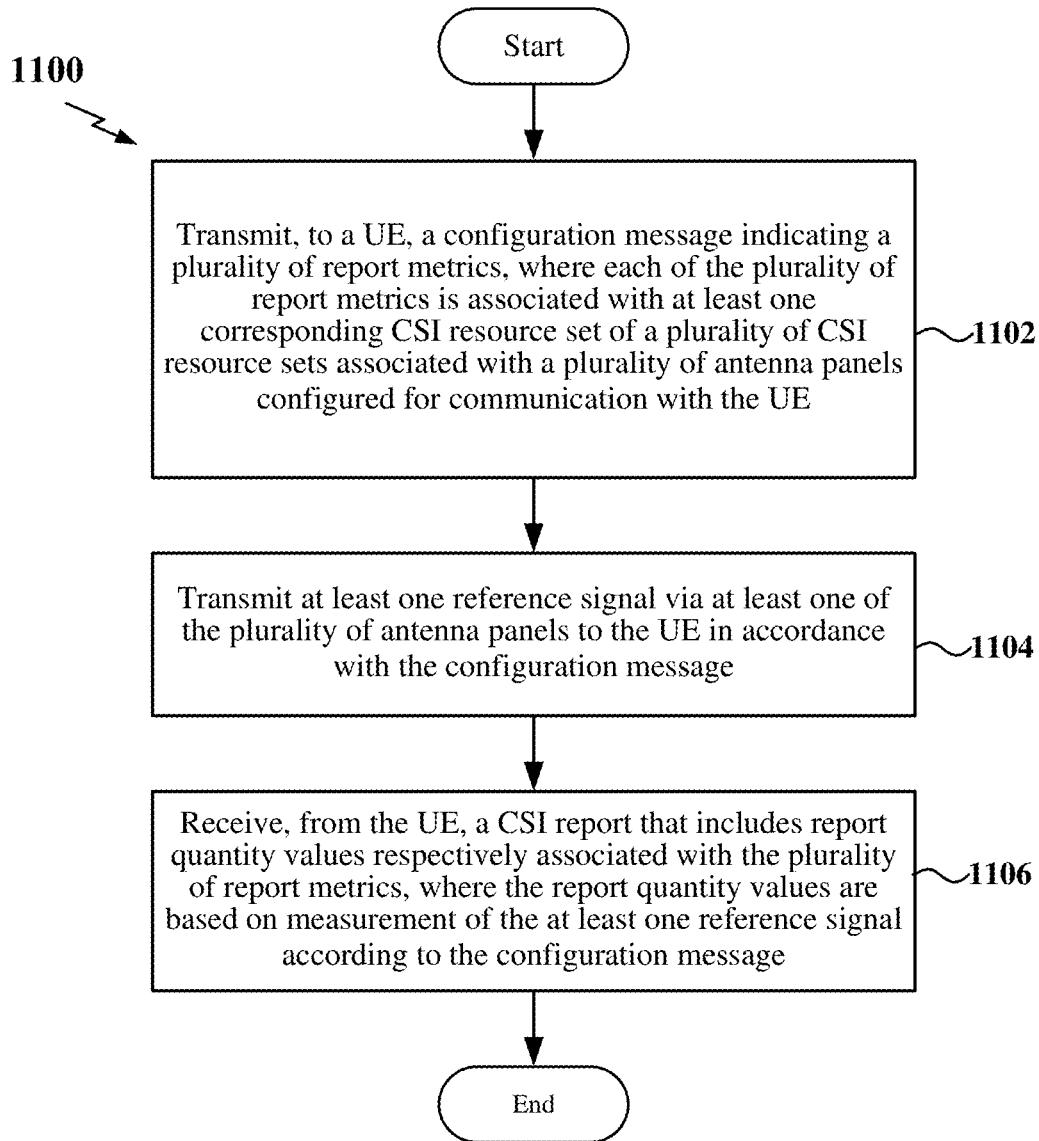 Start
1100
Transmit, to a UE, a configuration message indicating a
plurality of report metrics, where each of the plurality of
report metrics is associated with at least one
corresponding CSI resource set of a plurality of CSI
resource sets associated with a plurality of antenna panels
configured for communication with the UE
1102
Transmit at least one reference signal via at least one of
the plurality of antenna panels to the UE in accordance
with the configuration message
1104
Receive, from the UE, a CSI report that includes report
quantity values respectively associated with the plurality
of report metrics, where the report quantity values are
based on measurement of the at least one reference signal
according to the configuration message
1106
End